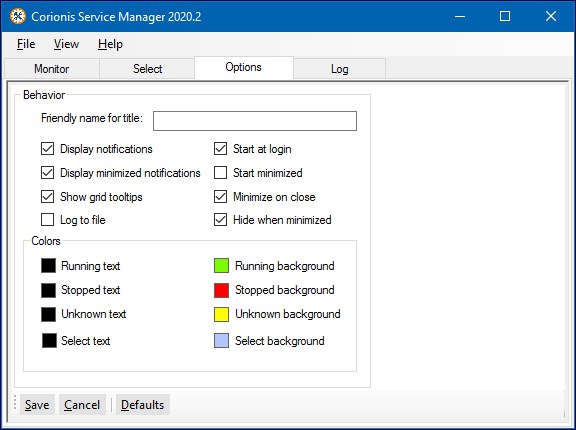 Corionis Service Manager 2020.2
File View Help
Monitor Select Options Log
Behavior
Friendly name for title:
Display notifications Start at login
Display minimized notifications Start minimized
Show grid tooltips Minimize on close
Log to file Hide when minimized
Colors
Running text Running background
Stopped text Stopped background
Unknown text Unknown background
Select text Select background
Save Cancel Defaults